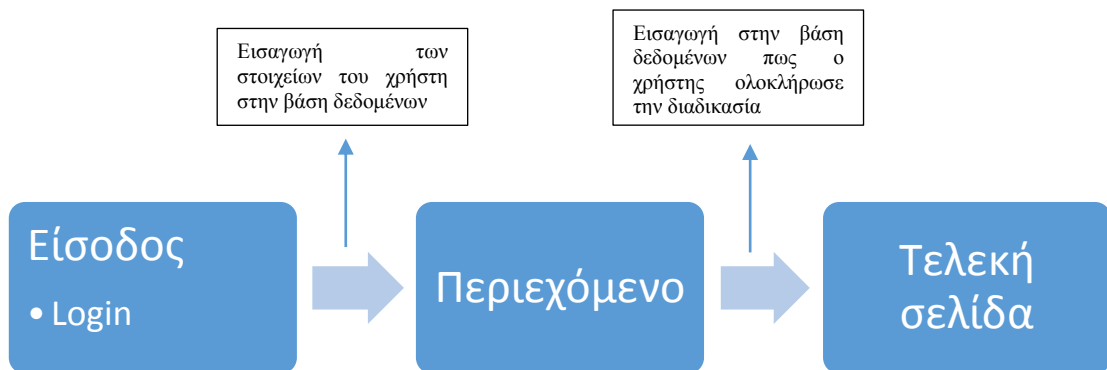 Εισαγωγή των
στοιχείων του χρήστη
στην βάση δεδομένων
Εισαγωγή στην βάση
δεδομένων πως ο
χρήστης ολοκλήρωσε
την διαδικασία
Είσοδος
• Login
Περιεχόμενο
Τελεκή
σελίδα